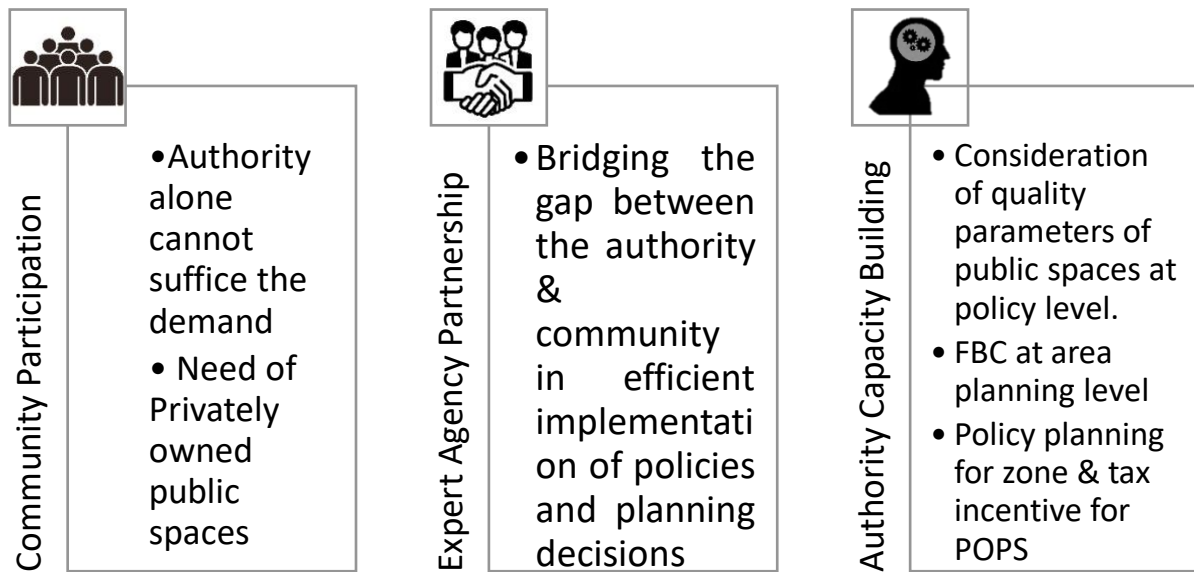 Community Participation
•Authority
alone
cannot
suffice the
demand
• Need of
Privately
owned
public
spaces
Expert Agency Partnership
• Bridging the
gap between
the authority
&
community
in efficient
implementati
on of policies
and planning
decisions
Authority Capacity Building
• Consideration
of quality
parameters of
public spaces at
policy level.
• FBC at area
planning level
• Policy planning
for zone & tax
incentive for
POPS